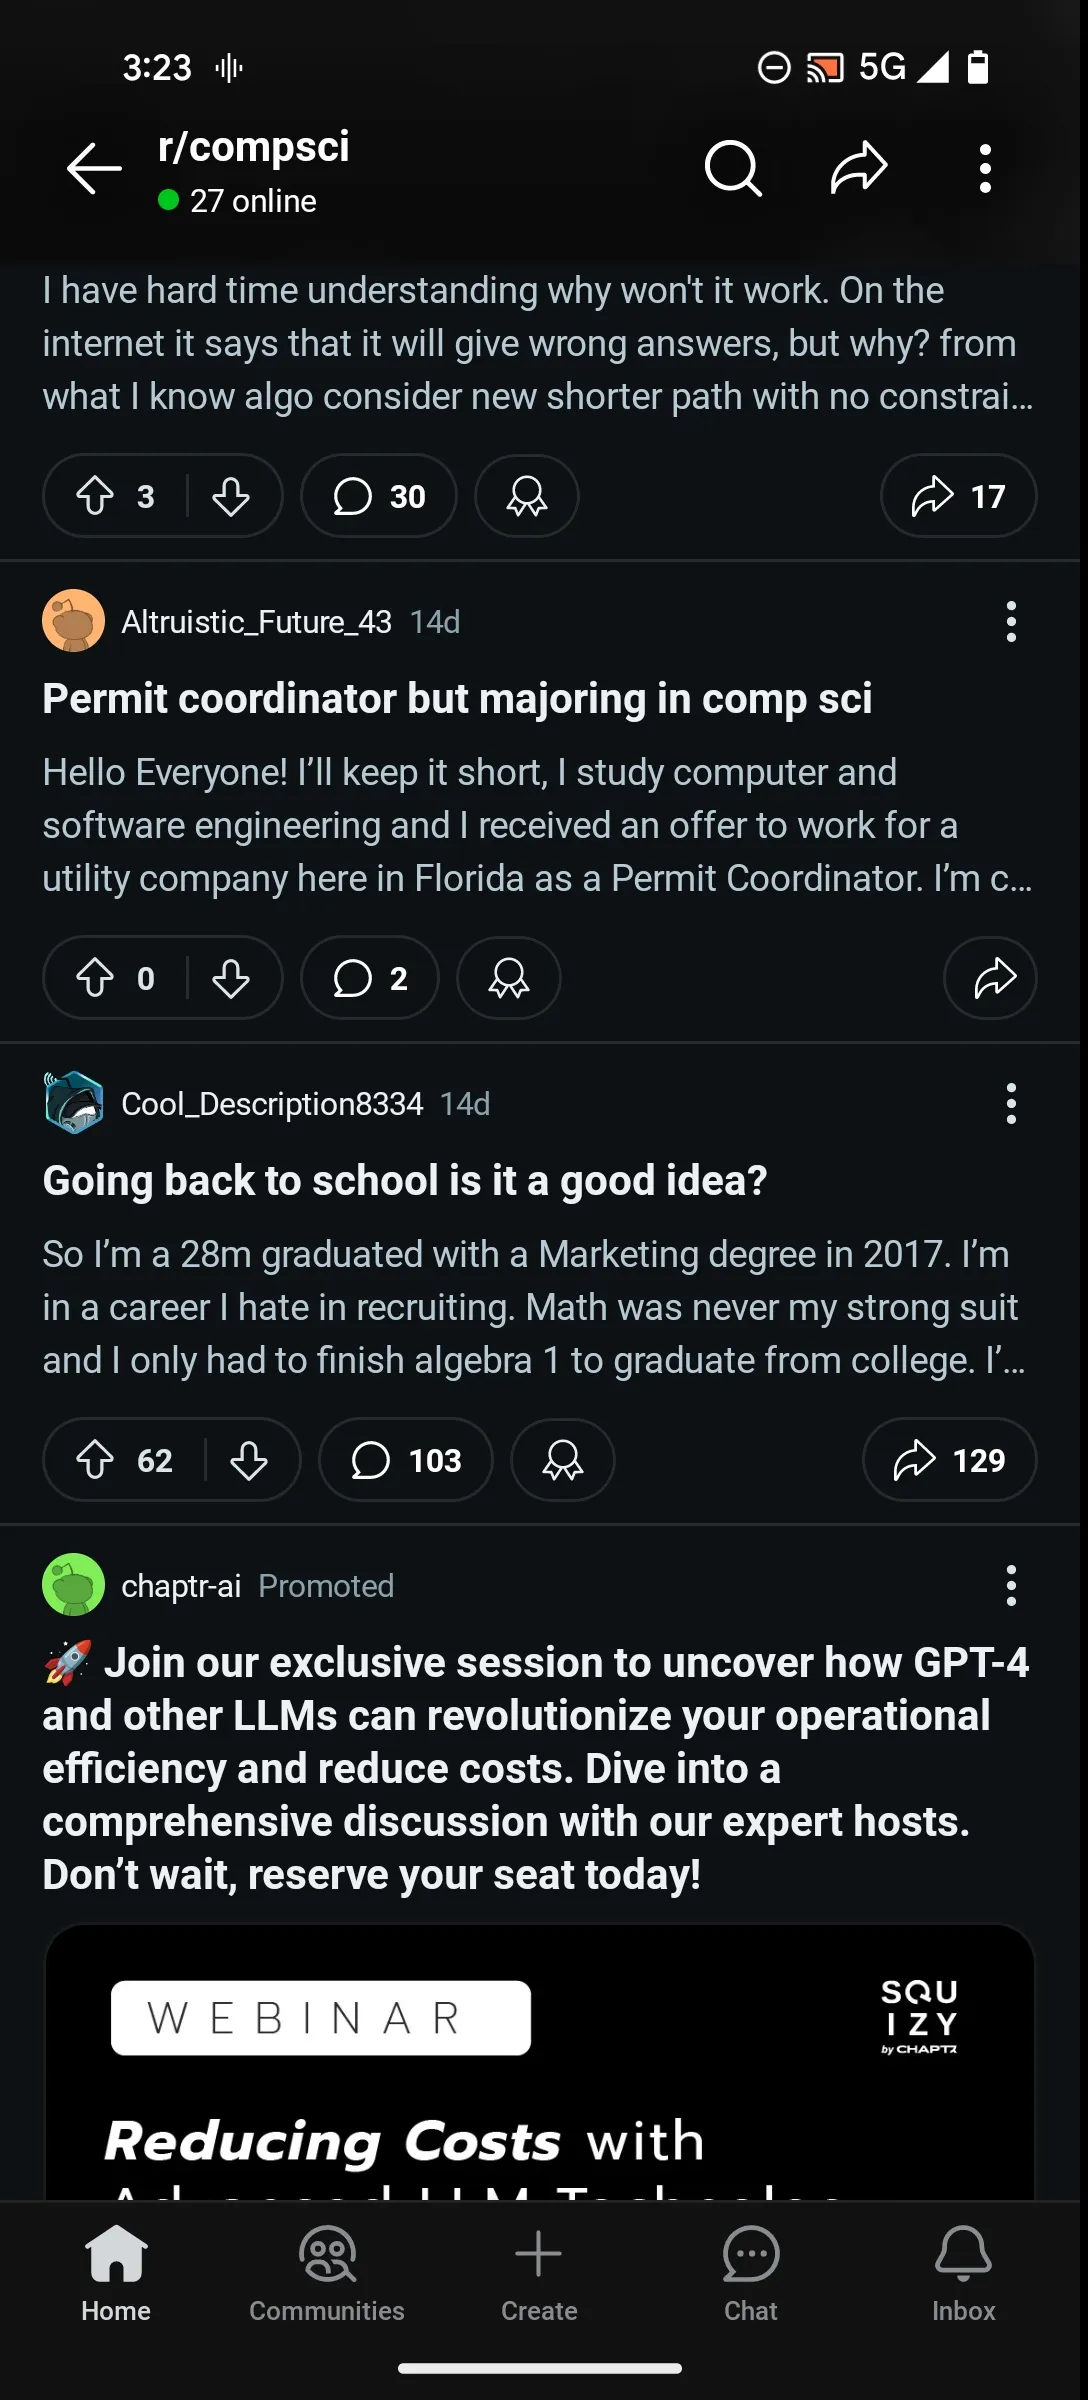 3:23
5G
r/compsci
27 online
I have hard time understanding why won't it work. On the
internet it says that it will give wrong answers, but why? from
what I know algo consider new shorter path with no constrai...
3
30
17
Altruistic_Future_43 14d
Permit coordinator but majoring in comp sci
Hello Everyone! I’ll keep it short, I study computer and
software engineering and I received an offer to work for a
utility company here in Florida as a Permit Coordinator. I’m c...
0
2
Cool_Description8334 14d
Going back to school is it a good idea?
So I’m a 28m graduated with a Marketing degree in 2017. I’m
in a career I hate in recruiting. Math was never my strong suit
and I only had to finish algebra 1 to graduate from college. I’...
62
103
129
chaptr-ai Promoted
🚀 Join our exclusive session to uncover how GPT-4
and other LLMs can revolutionize your operational
efficiency and reduce costs. Dive into a
comprehensive discussion with our expert hosts.
Don’t wait, reserve your seat today!
WEBINAR
SQU
IZY
by CHAPTR
Reducing Costs with
Advanced LLM
Home
Communities
Create
Chat
Inbox